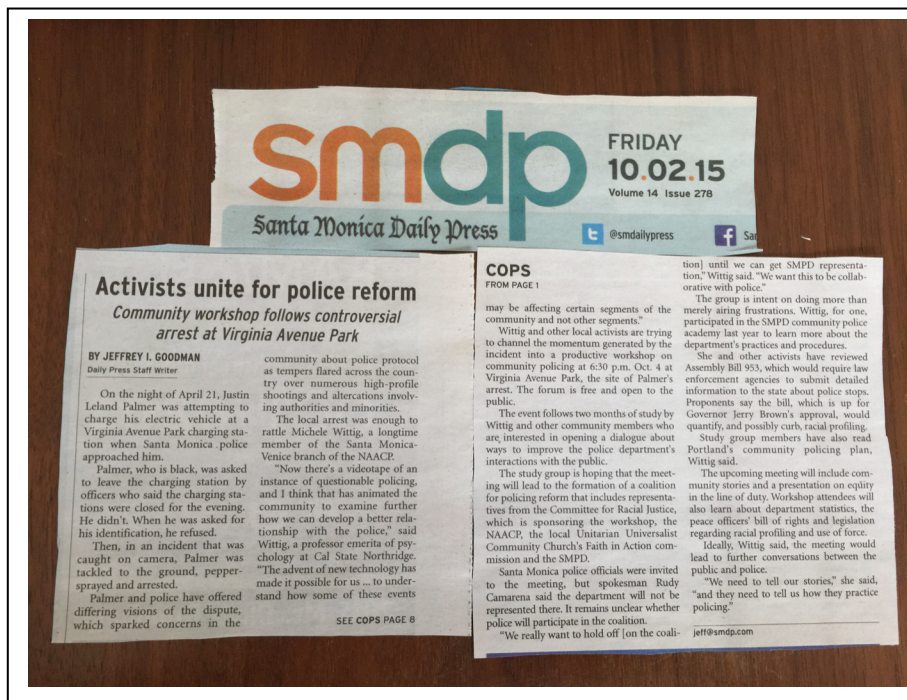 smdp
Santa Monica Daily Press
FRIDAY
10.02.15
Volume 14 Issue 278
@smdailypress
Activists unite for police reform
Community workshop follows controversial
arrest at Virginia Avenue Park
BY JEFFREY I. GOODMAN
Daily Press Staff Writer
On the night of April 21, Justin
Leland Palmer was attempting to
charge his electric vehicle at a
Virginia Avenue Park charging sta-
tion when Santa Monica police
approached him.
Palmer, who is black, was asked
to leave the charging station by
officers who said the charging sta-
tions were closed for the evening.
He didn't. When he was asked for
his identification, he refused.
Then, in an incident that was
caught on camera, Palmer was
tackled to the ground, pepper-
sprayed and arrested.
Palmer and police have offered
differing visions of the dispute,
which sparked concerns in the
community about police protocol
as tempers flared across the coun-
try over numerous high-profile
shootings and altercations involv-
ing authorities and minorities.
The local arrest was enough to
rattle Michele Wittig, a longtime
member of the Santa Monica-
Venice branch of the NAACP.
"Now there's a videotape of an
instance of questionable policing,
and I think that has animated the
community to examine further
how we can develop a better rela-
tionship with the police," said
Wittig, a professor emerita of psy-
chology at Cal State Northridge.
"The advent of new technology has
made it possible for us ... to under-
stand how some of these events
SEE COPS PAGE 8
COPS
FROM PAGE 1
may be affecting certain segments of the
community and not other segments."
Wittig and other local activists are trying
to channel the momentum generated by the
incident into a productive workshop on
community policing at 6:30 p.m. Oct. 4 at
Virginia Avenue Park, the site of Palmer's
arrest. The forum is free and open to the
public.
The event follows two months of study by
Wittig and other community members who
are interested in opening a dialogue about
ways to improve the police department's
interactions with the public.
The study group is hoping that the meet-
ing will lead to the formation of a coalition
for policing reform that includes representa-
tives from the Committee for Racial Justice,
which is sponsoring the workshop, the
NAACP, the local Unitarian Universalist
Community Church's Faith in Action com-
mission and the SMPD.
Santa Monica police officials were invited
to the meeting, but spokesman Rudy
Camarena said the department will not be
represented there. It remains unclear whether
police will participate in the coalition.
"We really want to hold off [on the coali-
tion] until we can get SMPD representa-
tion," Wittig said. "We want this to be collab-
orative with police."
The group is intent on doing more than
merely airing frustrations. Wittig, for one,
participated in the SMPD community police
academy last year to learn more about the
department's practices and procedures.
She and other activists have reviewed
Assembly Bill 953, which would require law
enforcement agencies to submit detailed
information to the state about police stops.
Proponents say the bill, which is up for
Governor Jerry Brown's approval, would
quantify, and possibly curb, racial profiling.
Study group members have also read
Portland's community policing plan,
Wittig said.
The upcoming meeting will include com-
munity stories and a presentation on equity
in the line of duty. Workshop attendees will
also learn about department statistics, the
peace officers' bill of rights and legislation
regarding racial profiling and use of force.
Ideally, Wittig said, the meeting would
lead to further conversations between the
public and police.
"We need to tell our stories," she said,
"and they need to tell us how they practice
policing."
jeff@smdp.com